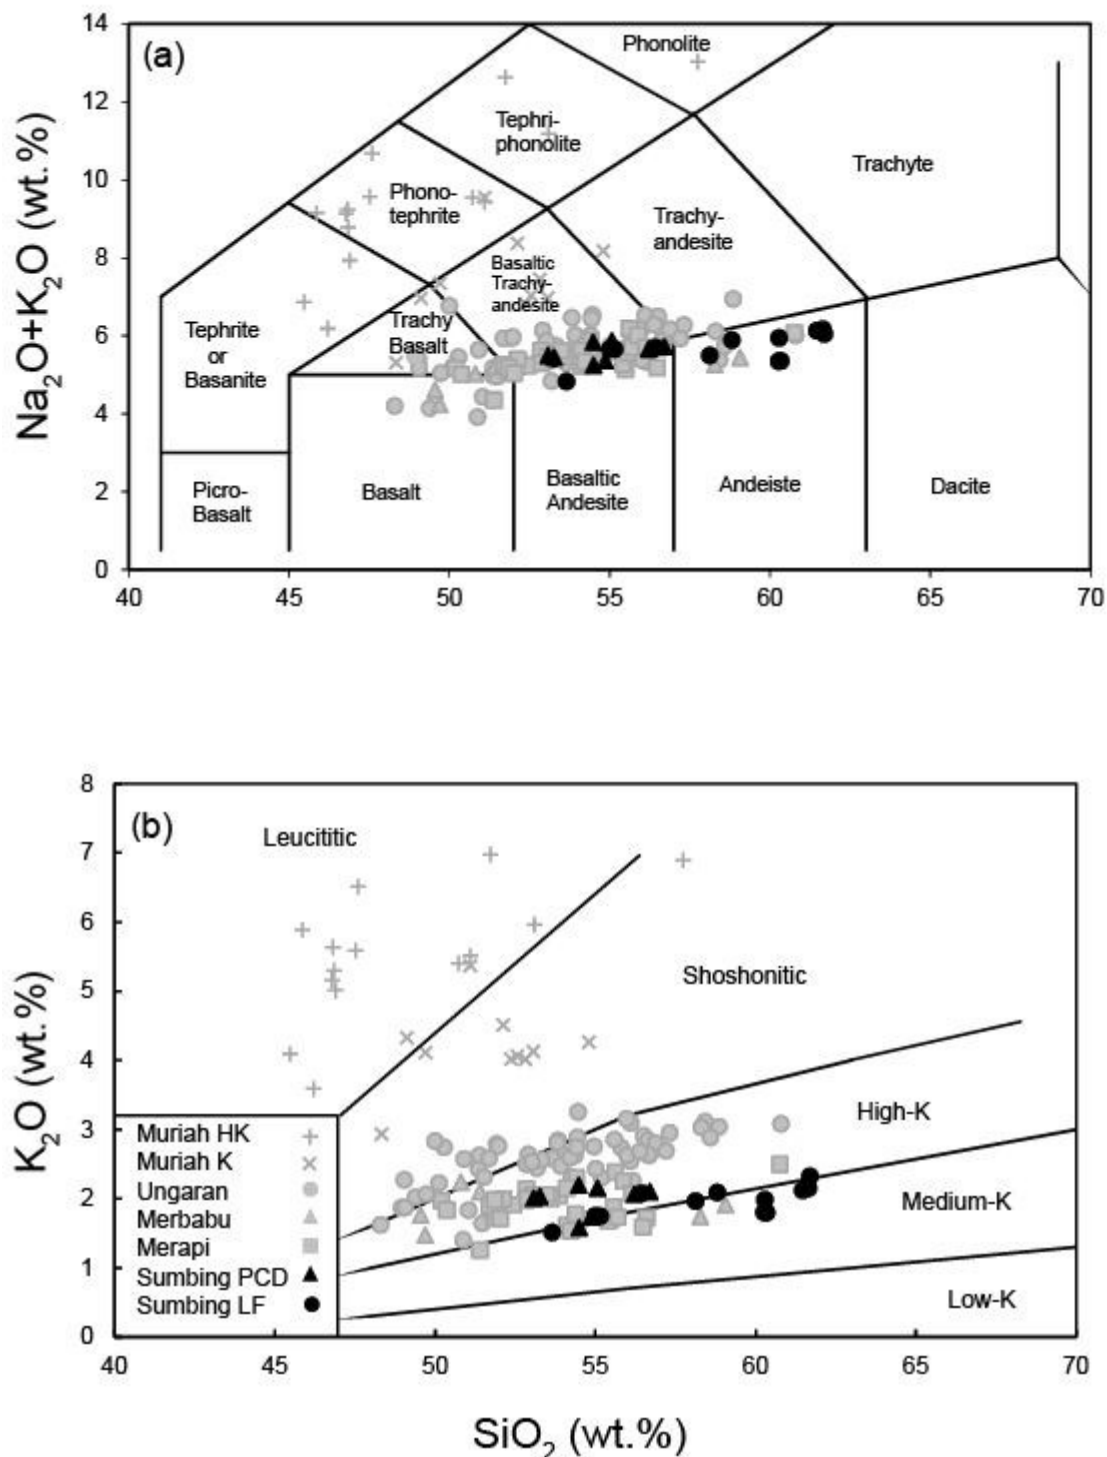 (a)
Na2O+K2O (wt.%)
14
12
10
8
6
4
2
0
Phonolite
Tephri-
phonolite
Trachyte
Phono-
tephrite
Trachy-
andesite
Basaltic
Trachy-
andesite
Trachy
Basalt
Tephrite
or
Basanite
Picro-
Basalt
Basalt
Basaltic
Andesite
Andeiste
Dacite
40 45 50 55 60 65 70
(b)
K2O (wt.%)
8
7
6
5
4
3
2
1
0
Leucititic
Shoshonitic
High-K
Medium-K
Low-K
Muriah HK
Muriah K
Ungaran
Merbabu
Merapi
Sumbing PCD
Sumbing LF
40 45 50 55 60 65 70
SiO2 (wt.%)